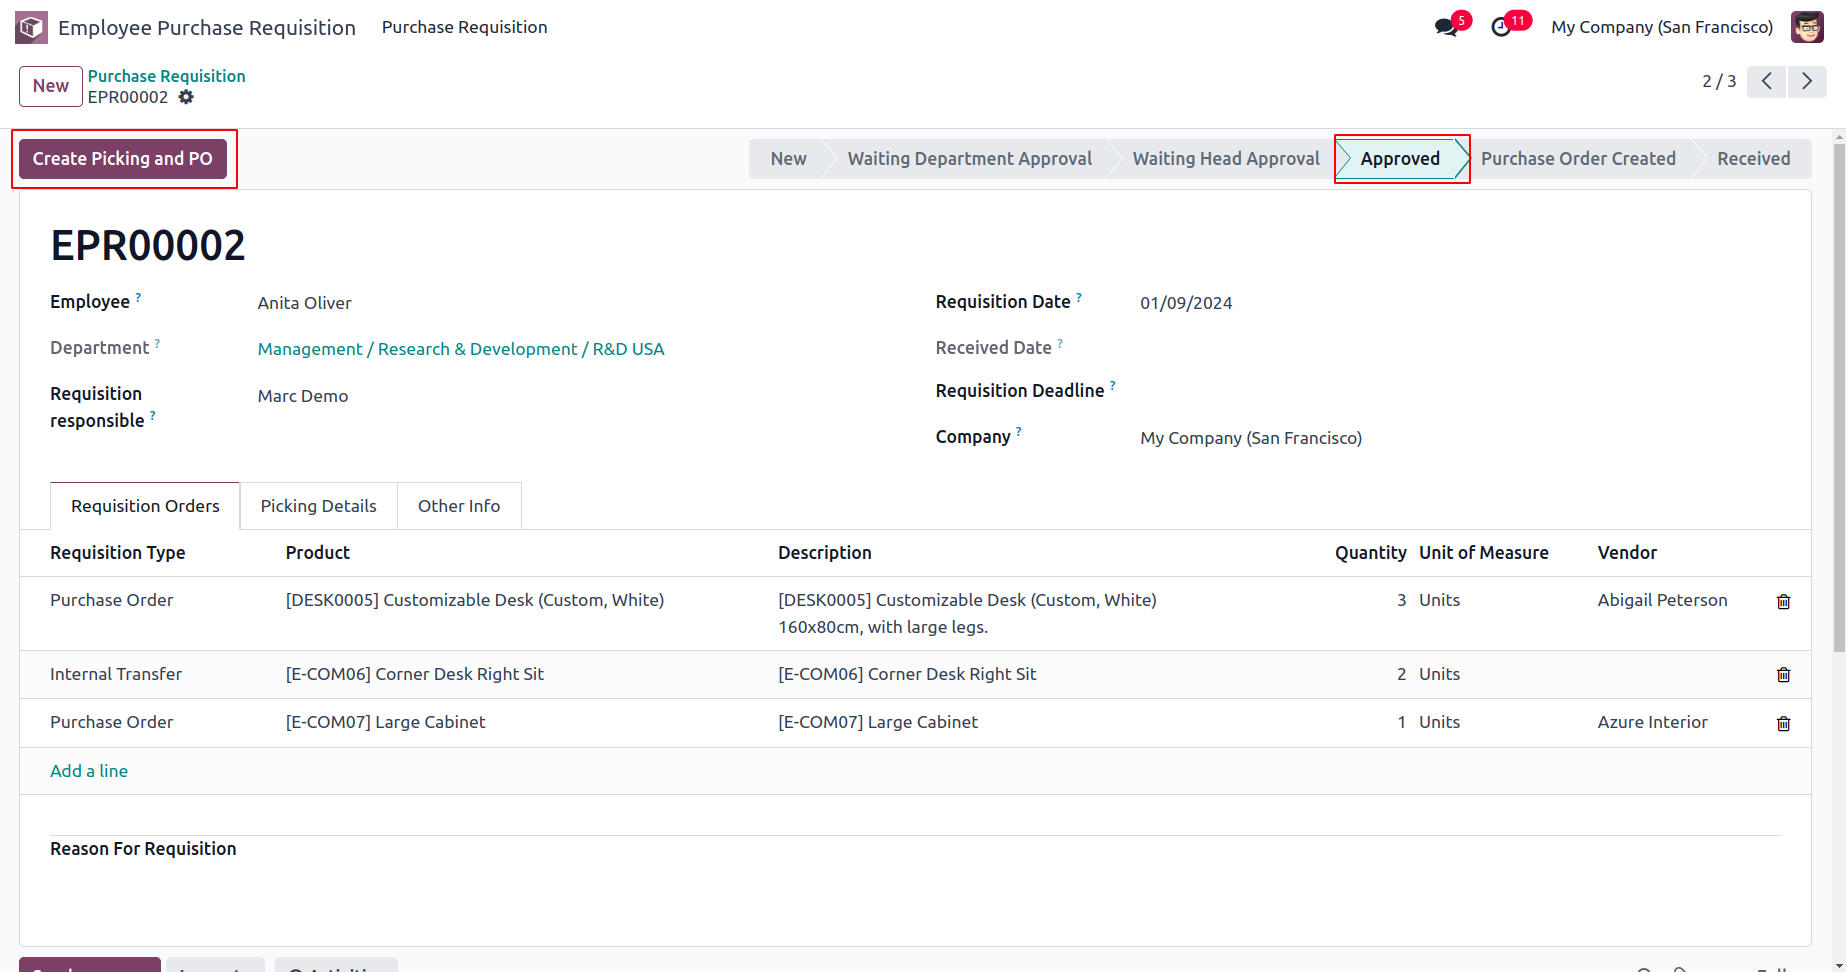 Employee Purchase Requisition Purchase Requisition 5 11 My Company (San Francisco)
New Purchase Requisition
EPR00002 2 / 3
Create Picking and PO New Waiting Department Approval Waiting Head Approval Approved Purchase Order Created Received
EPR00002
Employee ? Anita Oliver Requisition Date ? 01/09/2024
Department ? Management / Research & Development / R&D USA Received Date ?
Requisition responsible ? Marc Demo Requisition Deadline ?
Company ? My Company (San Francisco)
Requisition Orders Picking Details Other Info
Requisition Type Product Description Quantity Unit of Measure Vendor
Purchase Order [DESK0005] Customizable Desk (Custom, White) [DESK0005] Customizable Desk (Custom, White) 3 Units Abigail Peterson
160x80cm, with large legs.
Internal Transfer [E-COM06] Corner Desk Right Sit [E-COM06] Corner Desk Right Sit 2 Units
Purchase Order [E-COM07] Large Cabinet [E-COM07] Large Cabinet 1 Units Azure Interior
Add a line
Reason For Requisition